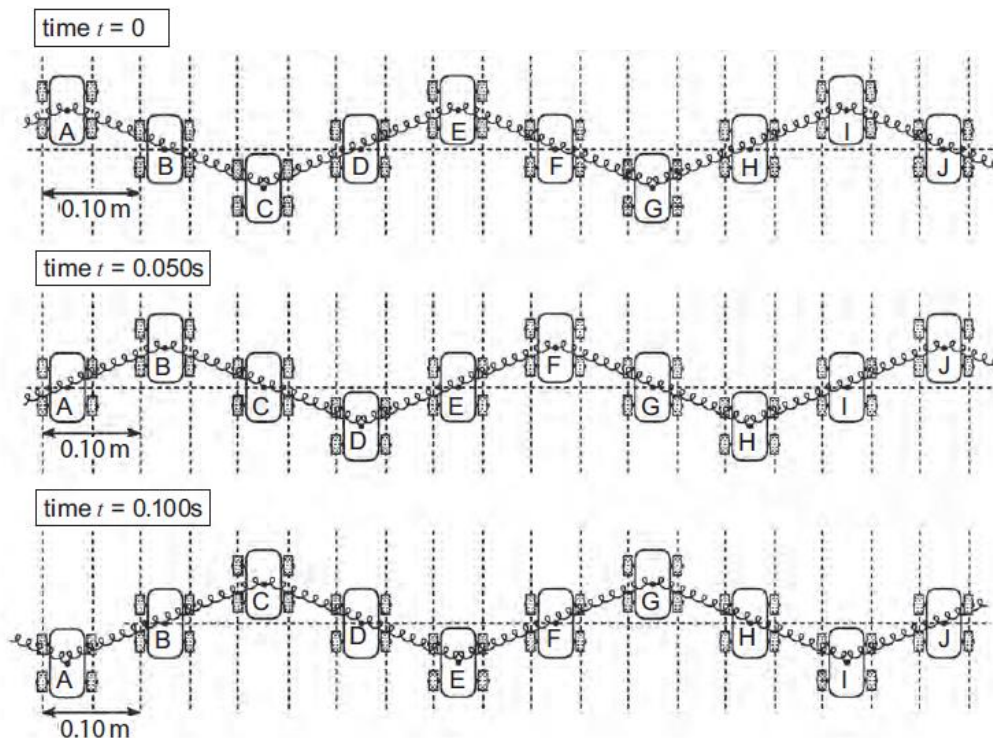 time t = 0
A B C D E F G H I J
0.10 m
time t = 0.050s
A B C D E F G H I J
0.10 m
time t = 0.100s
A B C D E F G H I J
0.10 m